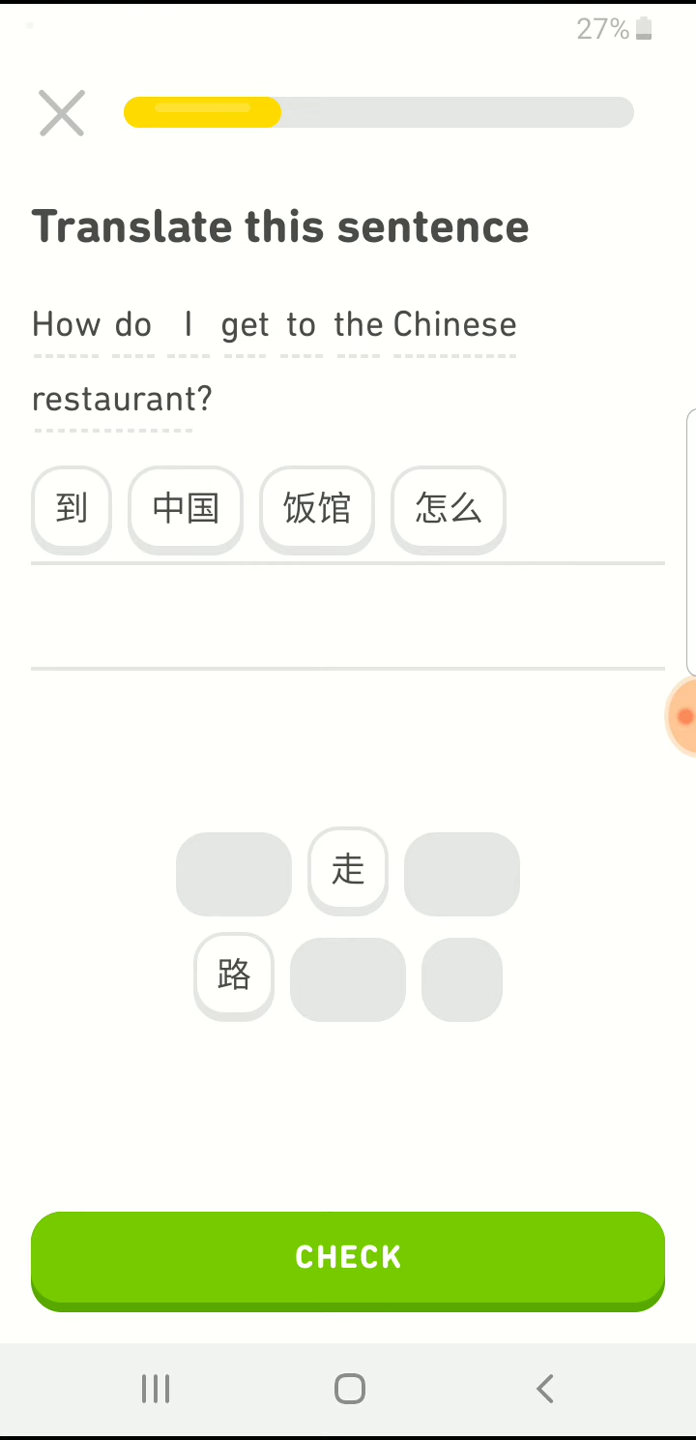 27%
Translate this sentence
How do I get to the Chinese
restaurant?
到 中国 饭馆 怎么
走
路
CHECK